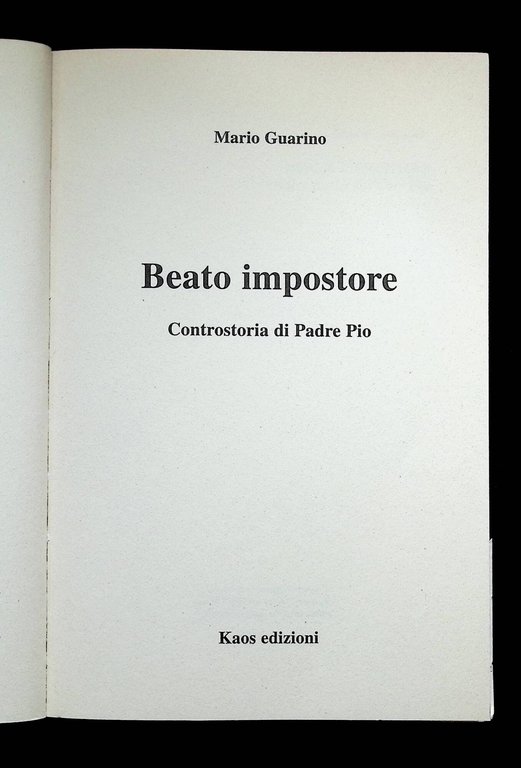 Mario Guarino
Beato impostore
Controstoria di Padre Pio
Kaos edizioni